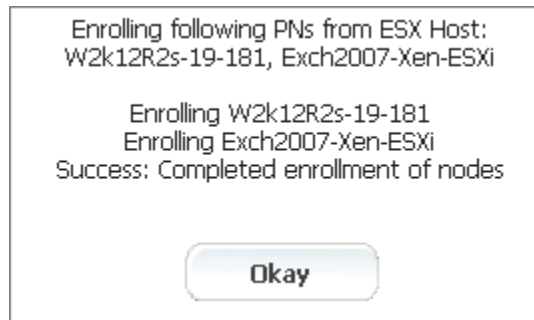 Enrolling following PNs from ESX Host:
W2k12R2s-19-181, Exch2007-Xen-ESXi
Enrolling W2k12R2s-19-181
Enrolling Exch2007-Xen-ESXi
Success: Completed enrollment of nodes
Okay